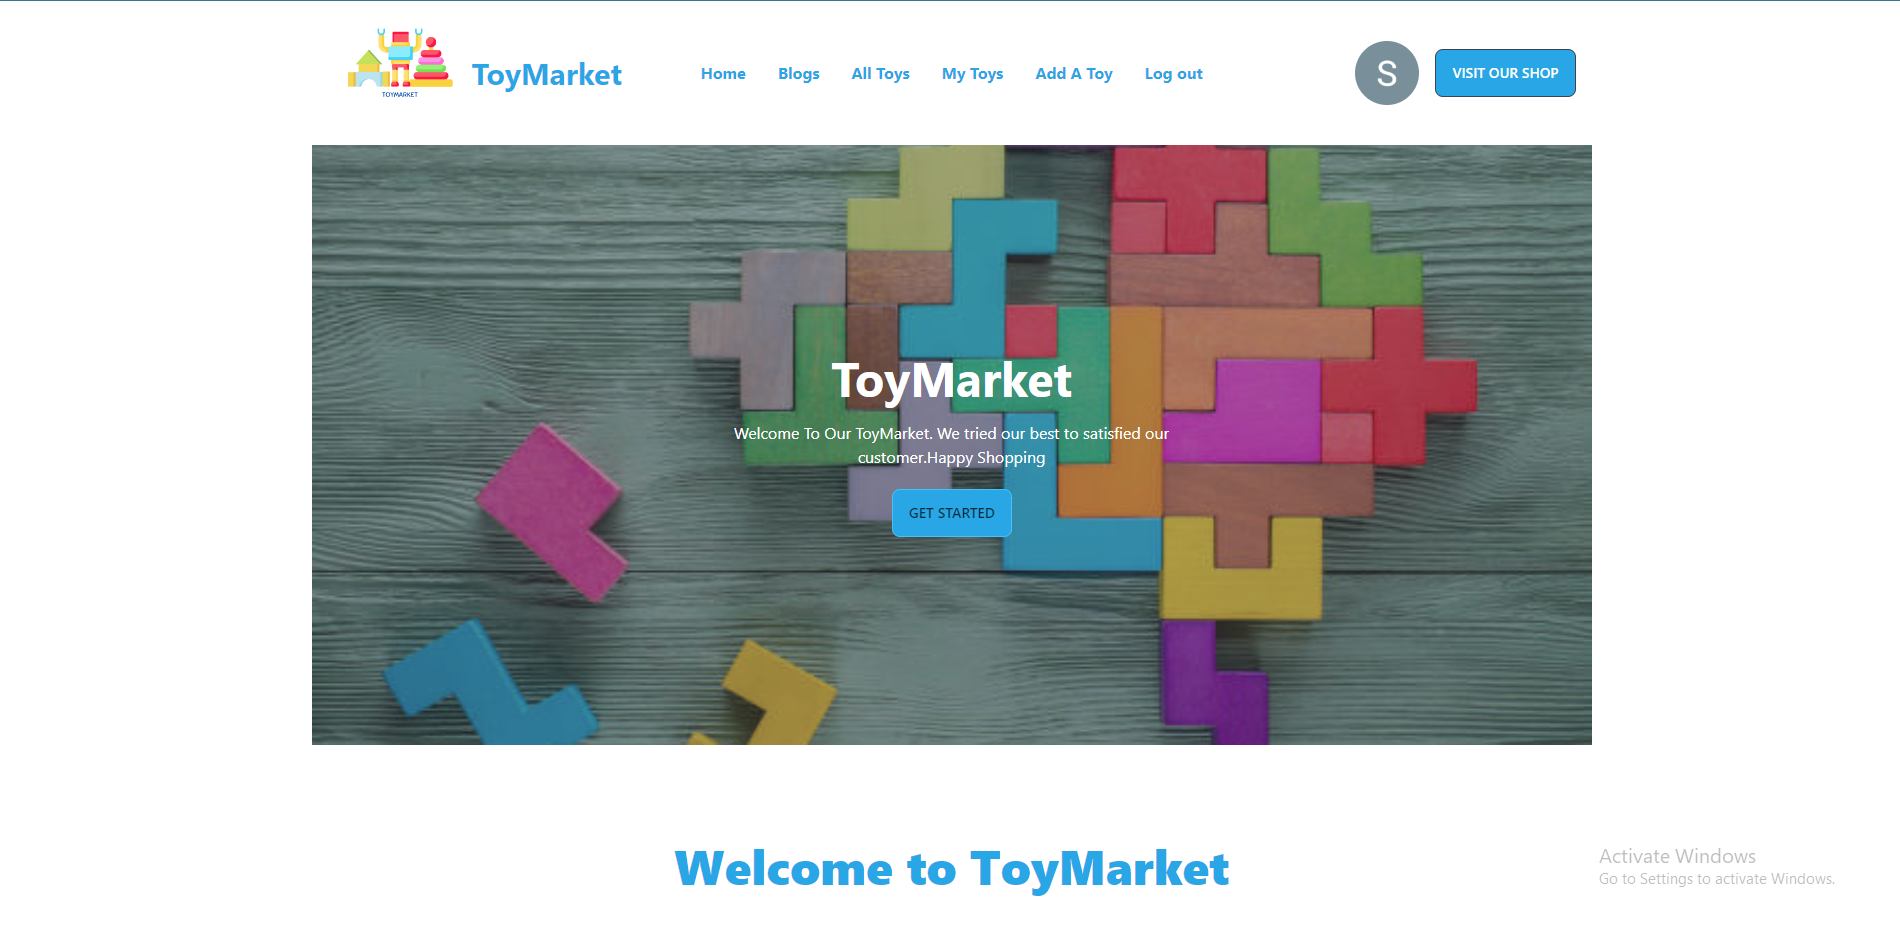 TOYMARKET
ToyMarket
Home
Blogs
All Toys
My Toys
Add A Toy
Log out
S
VISIT OUR SHOP
ToyMarket
Welcome To Our ToyMarket. We tried our best to satisfied our
customer.Happy Shopping
GET STARTED
Welcome to ToyMarket
Activate Windows
Go to Settings to activate Windows.